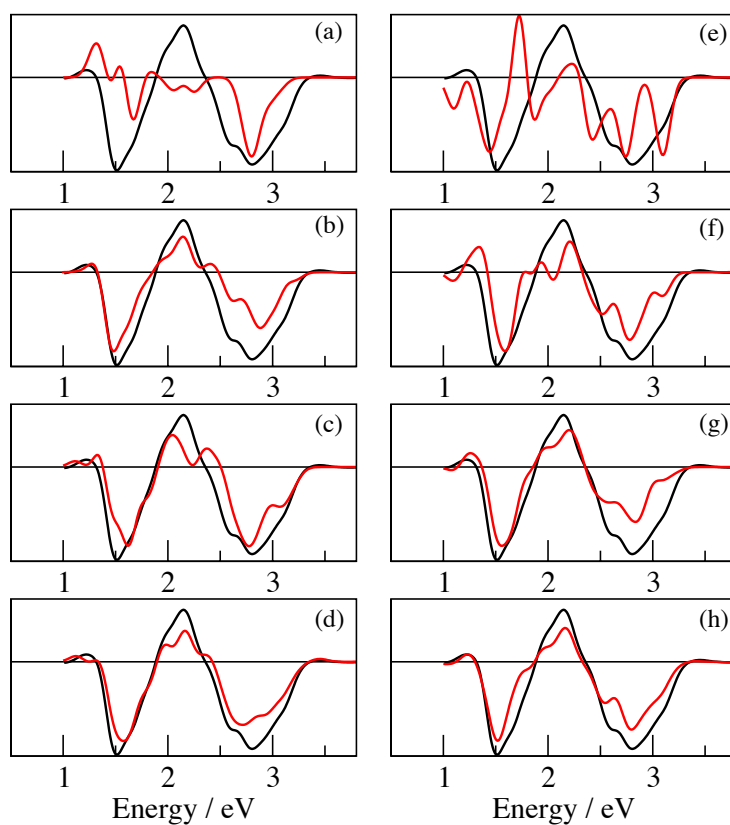 (a) (e)
1 2 3 1 2 3
(b) (f)
1 2 3 1 2 3
(c) (g)
1 2 3 1 2 3
(d) (h)
1 2 3 1 2 3
Energy / eV Energy / eV